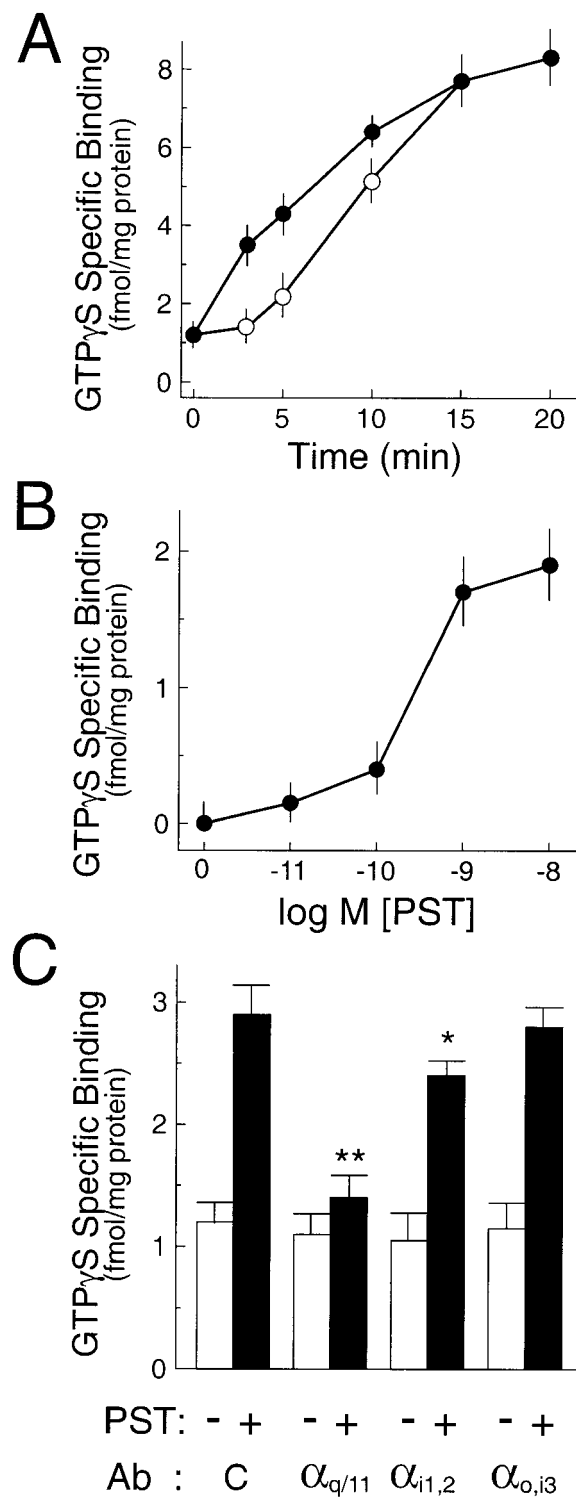 A
GTPγS Specific Binding
(fmol/mg protein)
8
6
4
2
0
0 5 10 15 20
Time (min)
B
GTPγS Specific Binding
(fmol/mg protein)
2
1
0
0 -11 -10 -9 -8
log M [PST]
C
GTPγS Specific Binding
(fmol/mg protein)
3
2
1
0
**
*
PST: - + - + - + - +
Ab : C αq/11 αi1,2 αo,i3